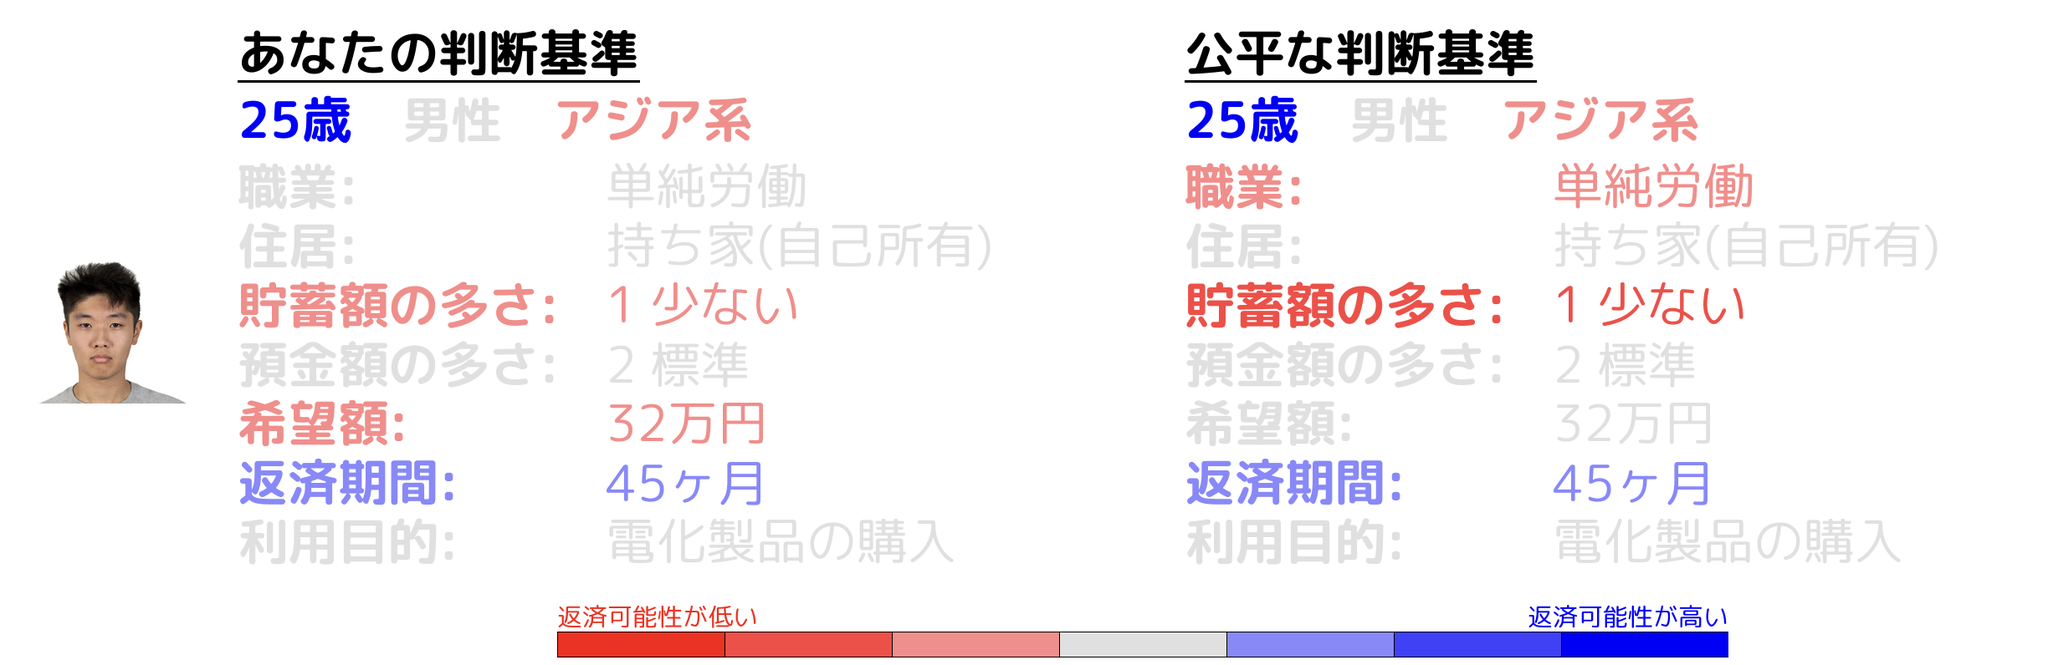 あなたの判断基準
25歳 男性 アジア系
職業: 単純労働
住居: 持ち家(自己所有)
貯蓄額の多さ: 1 少ない
預金額の多さ: 2 標準
希望額: 32万円
返済期間: 45ヶ月
利用目的: 電化製品の購入
公平な判断基準
25歳 男性 アジア系
職業: 単純労働
住居: 持ち家(自己所有)
貯蓄額の多さ: 1 少ない
預金額の多さ: 2 標準
希望額: 32万円
返済期間: 45ヶ月
利用目的: 電化製品の購入
返済可能性が低い 返済可能性が高い